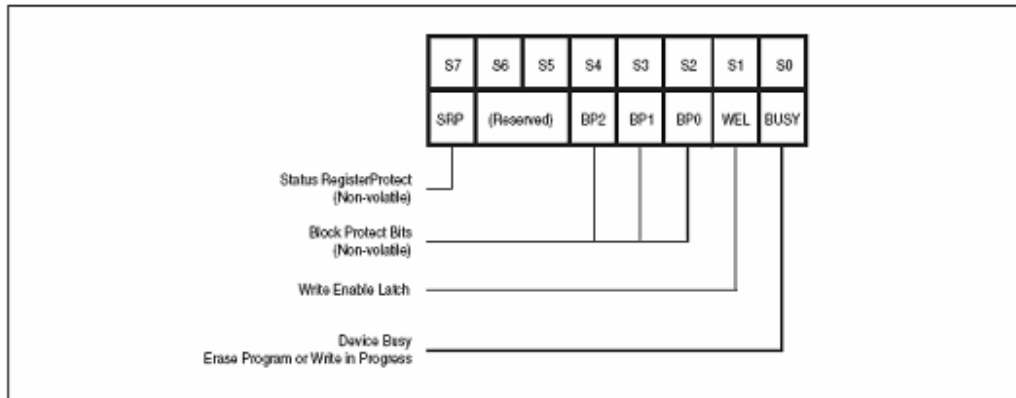 S7 S6 S5 S4 S3 S2 S1 S0
SRP (Reserved) BP2 BP1 BP0 WEL BUSY
Status RegisterProtect
(Non-volatile)
Block Protect Bits
(Non-volatile)
Write Enable Latch
Device Busy
Erase Program or Write in Progress